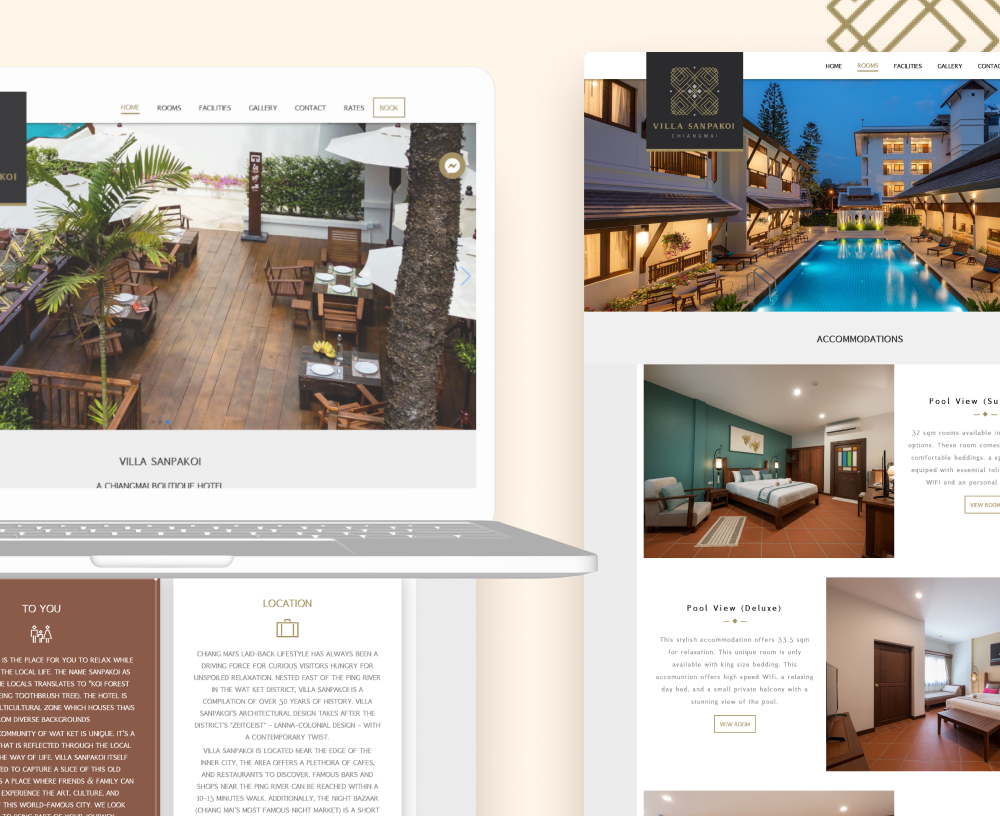 HOME ROOMS FACILITIES GALLERY CONTACT RATES BOOK
KOI
VILLA SANPAKOI
A CHIANGMAI BOUTIQUE HOTEL
TO YOU
IS THE PLACE FOR YOU TO RELAX WHILE
THE LOCAL LIFE. THE NAME SANPAKOI AS
E LOCALS TRANSLATES TO "KOI FOREST
EING TOOTHBRUSH TREE). THE HOTEL IS
LTICULTURAL ZONE WHICH HOUSES THAIS
OM DIVERSE BACKGROUNDS
COMMUNITY OF WAT KET IS UNIQUE. IT'S A
HAT IS REFLECTED THROUGH THE LOCAL
HE WAY OF LIFE. VILLA SANPAKOI ITSELF
ED TO CAPTURE A SLICE OF THIS OLD
S A PLACE WHERE FRIENDS & FAMILY CAN
EXPERIENCE THE ART, CULTURE, AND
THIS WORLD-FAMOUS CITY. WE LOOK
TO BEING PART OF YOUR JOURNEY
LOCATION
CHIANG MAI'S LAID-BACK LIFESTYLE HAS ALWAYS BEEN A
DRIVING FORCE FOR CURIOUS VISITORS HUNGRY FOR
UNSPOILED RELAXATION. NESTED EAST OF THE PING RIVER
IN THE WAT KET DISTRICT, VILLA SANPAKOI IS A
COMPILATION OF OVER 50 YEARS OF HISTORY. VILLA
SANPAKOI'S ARCHITECTURAL DESIGN TAKES AFTER THE
DISTRICT'S "ZEITGEIST" - LANNA-COLONIAL DESIGN - WITH
A CONTEMPORARY TWIST.
VILLA SANPAKOI IS LOCATED NEAR THE EDGE OF THE
INNER CITY, THE AREA OFFERS A PLETHORA OF CAFES,
AND RESTAURANTS TO DISCOVER. FAMOUS BARS AND
SHOPS NEAR THE PING RIVER CAN BE REACHED WITHIN A
10-15 MINUTES WALK. ADDITIONALLY, THE NIGHT BAZAAR
(CHIANG MAI'S MOST FAMOUS NIGHT MARKET) IS A SHORT
HOME ROOMS FACILITIES GALLERY CONTAC
VILLA SANPAKOI
CHIANGMAI
ACCOMMODATIONS
Pool View (Su
32 sqm rooms available in
options. These room comes
comfortable beddings. a sp
equiped with essential toil
WIFI and an personal
VIEW ROOM
Pool View (Deluxe)
This stylish accommodation offers 33.5 sqm
for relaxation. This unique room is only
available with king size bedding. This
accomuntion offers high speed Wifi, a relaxing
day bed, and a small private balcony with a
stunning view of the pool.
VIEW ROOM